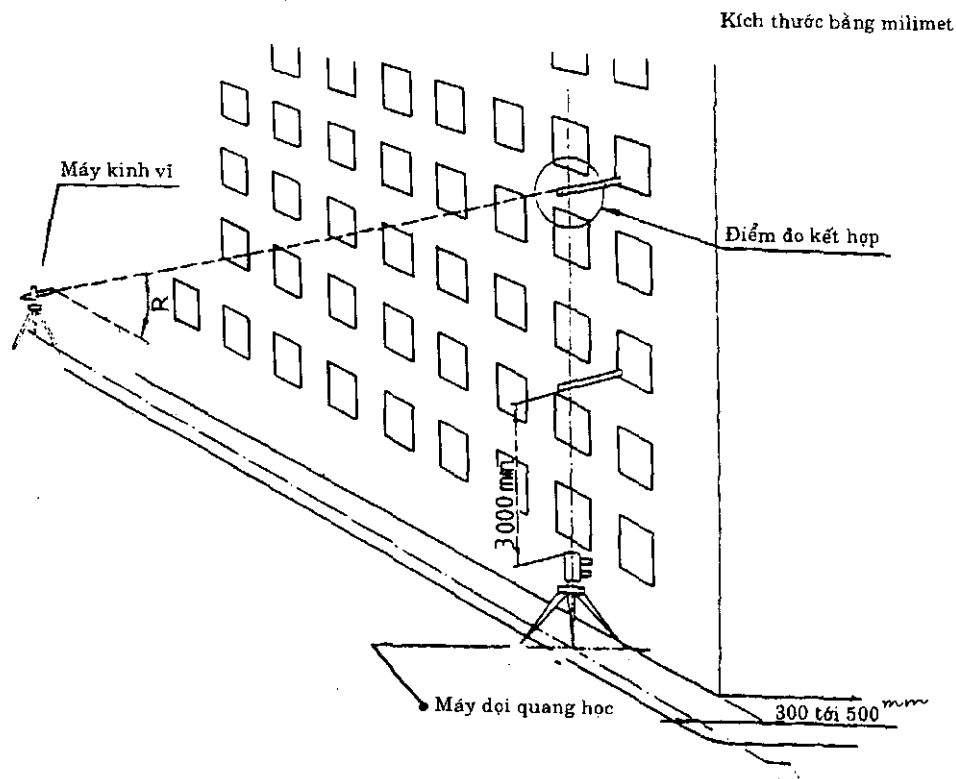 Kích thước bằng milimet
Máy kinh vĩ
Điểm đo kết hợp
R
3000 min
Máy dọi quang học
300 tới 500 mm